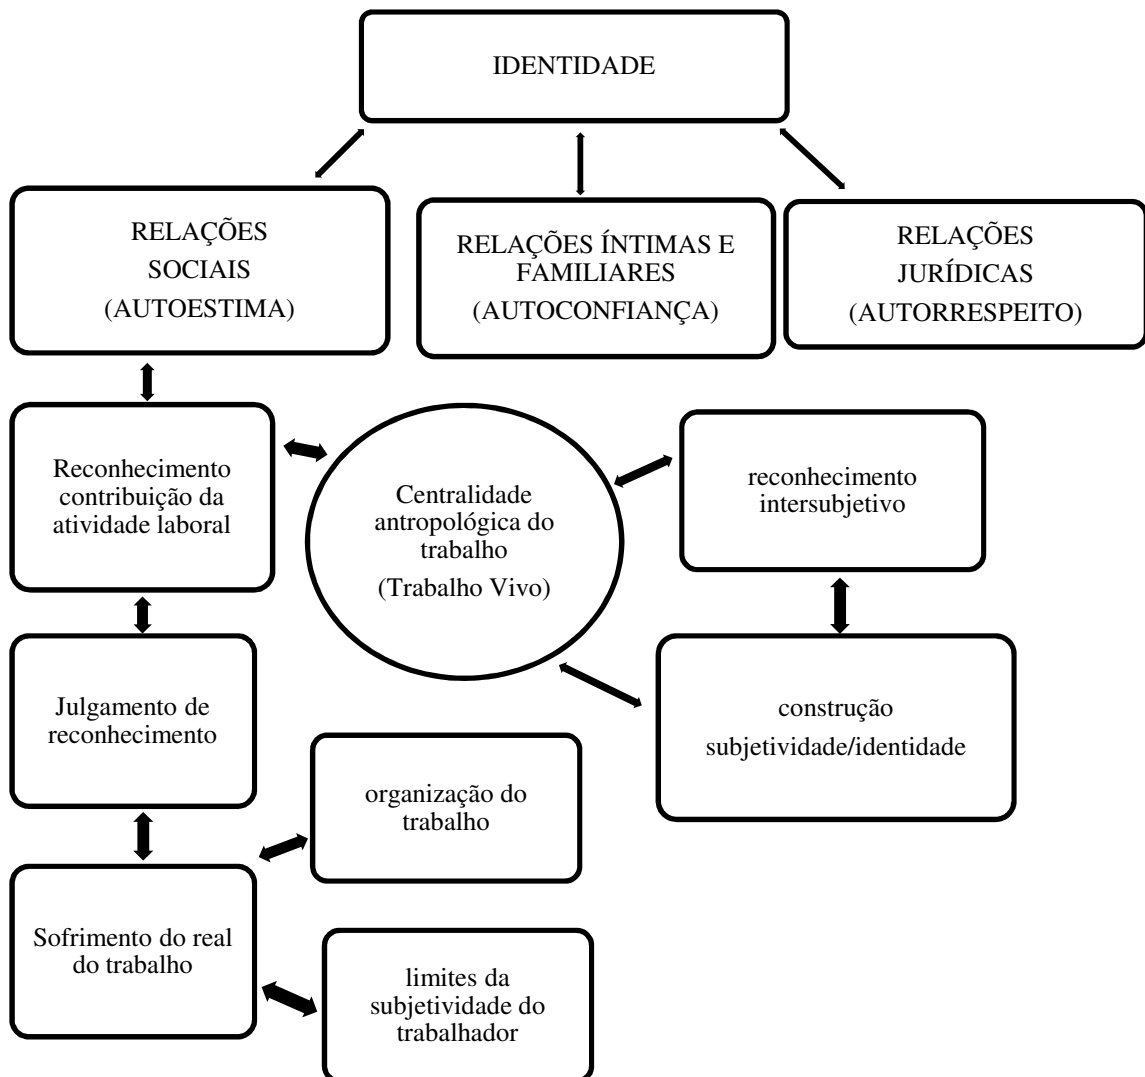 IDENTIDADE
RELAÇÕES
SOCIAIS
(AUTOESTIMA)
RELAÇÕES ÍNTIMAS E
FAMILIARES
(AUTOCONFIANÇA)
RELAÇÕES
JURÍDICAS
(AUTORRESPEITO)
Reconhecimento
contribuição da
atividade laboral
Centralidade
antropológica do
trabalho
(Trabalho Vivo)
reconhecimento
intersubjetivo
Julgamento de
reconhecimento
construção
subjetividade/identidade
organização do
trabalho
Sofrimento do real
do trabalho
limites da
subjetividade do
trabalhador